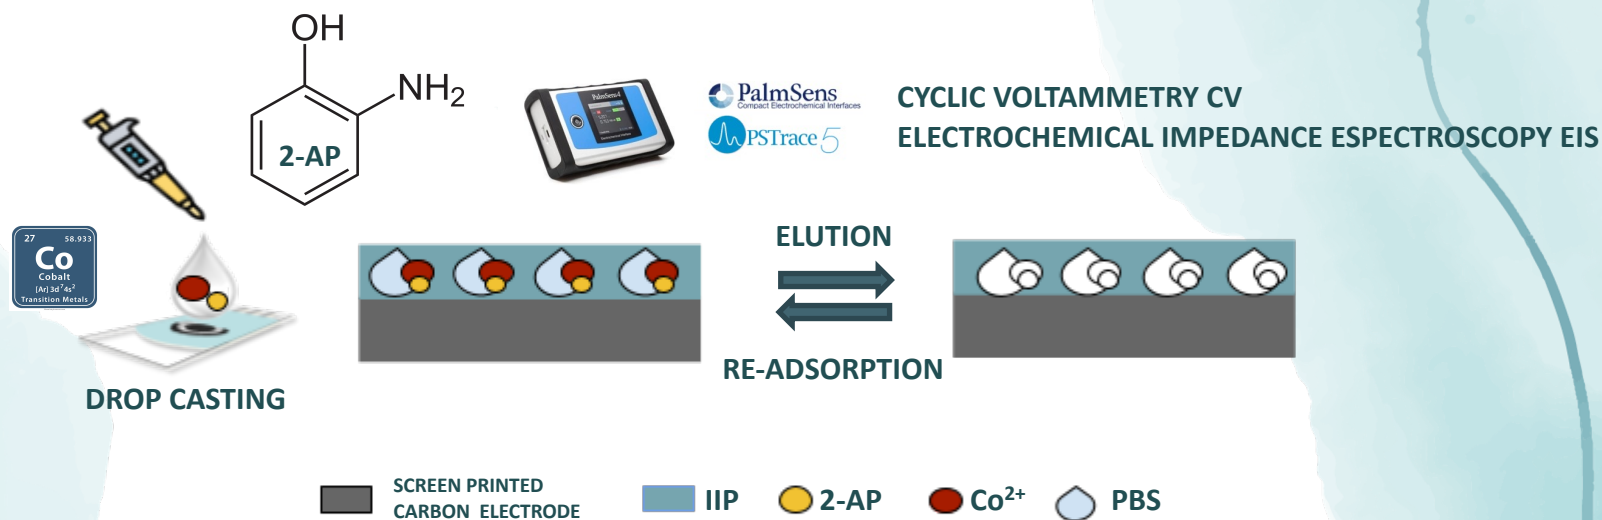 OH
NH₂
2-AP
PalmSens4
PalmSens
Compact Electrochemical Interfaces
PSTrace 5
CYCLIC VOLTAMMETRY CV
ELECTROCHEMICAL IMPEDANCE ESPECTROSCOPY EIS
27 58.933
Co
Cobalt
[Ar] 3d⁷4s²
Transition Metals
DROP CASTING
ELUTION
RE-ADSORPTION
SCREEN PRINTED
CARBON ELECTRODE
IIP
2-AP
Co²⁺
PBS